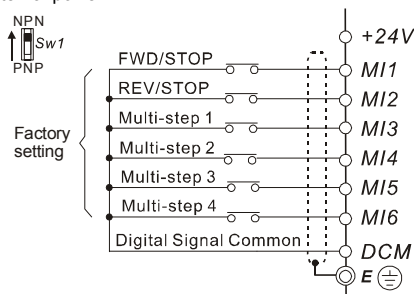 NPN
Sw1
PNP
+24V
FWD/STOP
MI1
REV/STOP
MI2
Multi-step 1
MI3
Factory
setting
Multi-step 2
MI4
Multi-step 3
MI5
Multi-step 4
MI6
Digital Signal Common
DCM
E